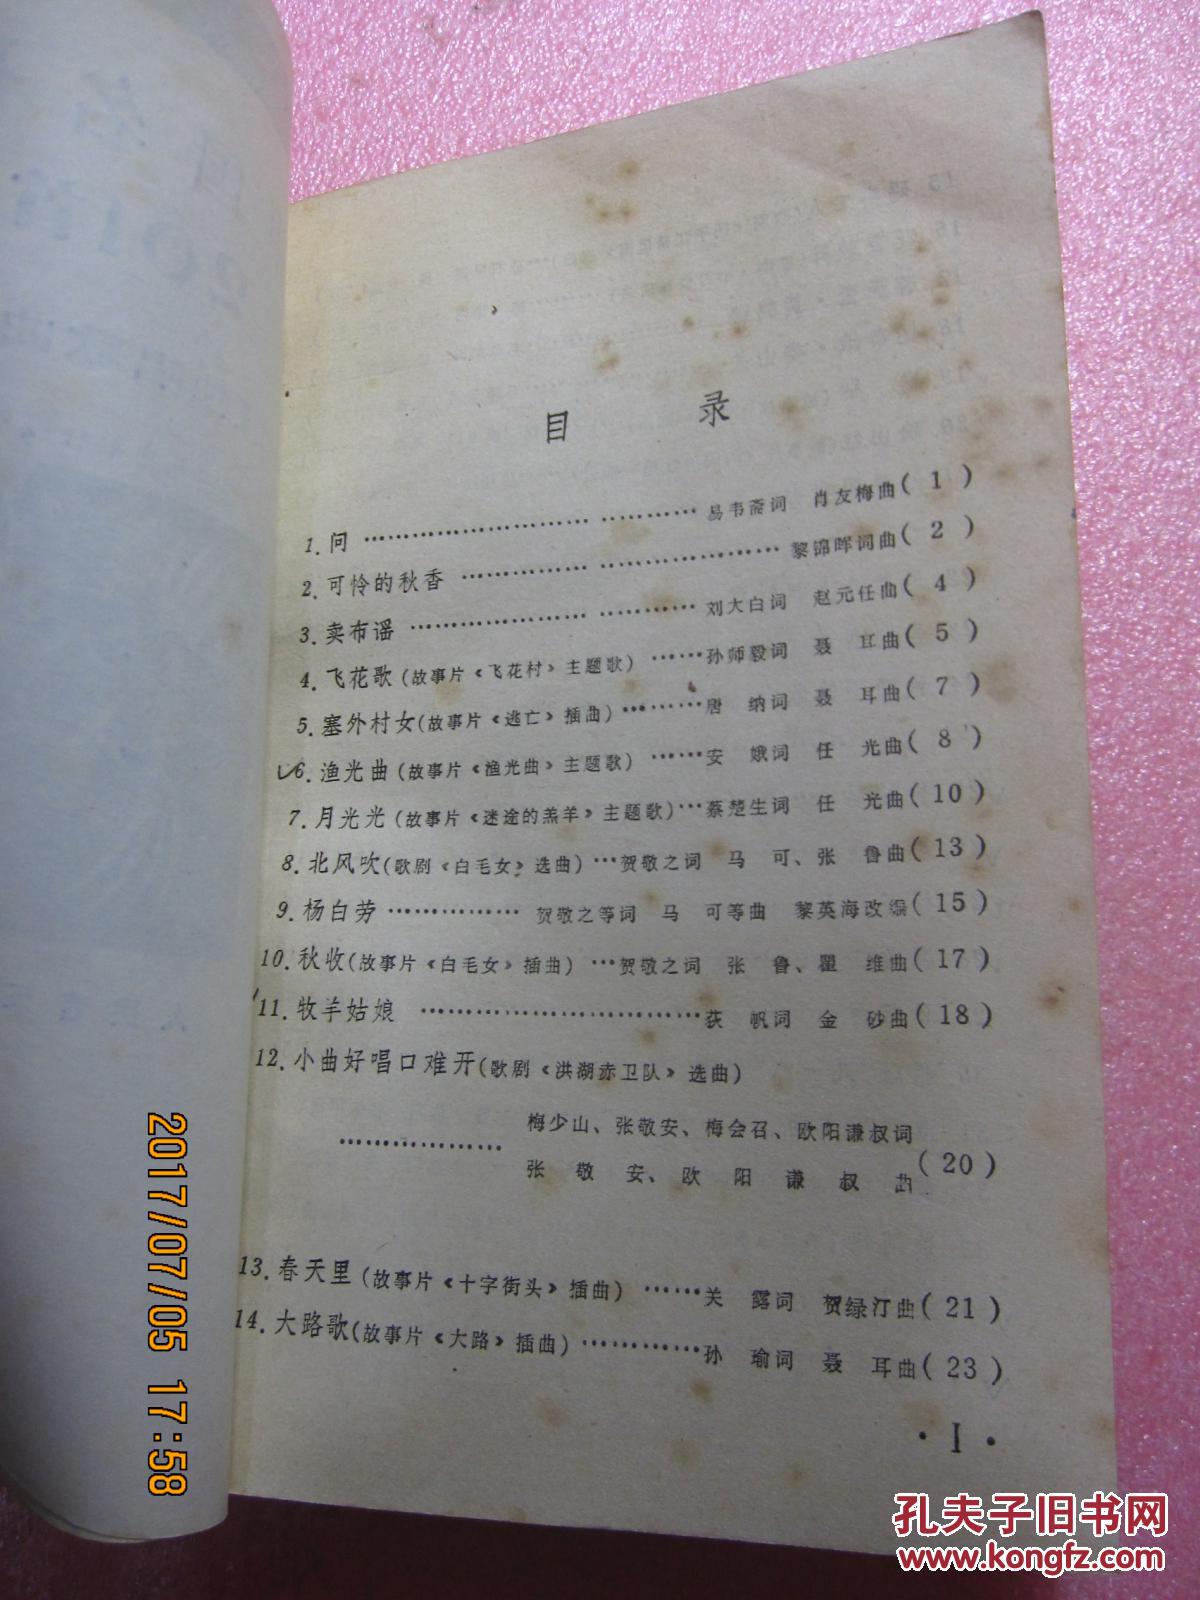 目 录
1. 问 …………………………… 易韦斋词 肖友梅曲( 1 )
2. 可怜的秋香 …………………………… 黎锦晖词曲( 2 )
3. 卖布谣 …………………………… 刘大白词 赵元任曲( 4 )
4. 飞花歌(故事片《飞花村》主题歌) ……孙师毅词 聂 耳曲( 5 )
5. 塞外村女(故事片《逃亡》插曲)………唐 纳词 聂 耳曲( 7 )
6. 渔光曲(故事片《渔光曲》主题歌) ……安 娥词 任 光曲( 8 )
7. 月光光(故事片《迷途的羔羊》主题歌)…蔡楚生词 任 光曲( 10 )
8. 北风吹(歌剧《白毛女》选曲)…贺敬之词 马 可、张 鲁曲( 13 )
9. 杨白劳 …………… 贺敬之等词 马 可等曲 黎英海改编( 15 )
10. 秋收(故事片《白毛女》插曲) …贺敬之词 张 鲁、瞿 维曲( 17 )
11. 牧羊姑娘 …………………………荻 帆词 金 砂曲( 18 )
12. 小曲好唱口难开(歌剧《洪湖赤卫队》选曲)
……………… 梅少山、张敬安、梅会召、欧阳谦叔词
张 敬 安、欧 阳 谦 叔 曲 ( 20 )
13. 春天里(故事片《十字街头》插曲) ……关 露词 贺绿汀曲( 21 )
14. 大路歌(故事片《大路》插曲)…………孙 瑜词 聂 耳曲( 23 )
· I ·
2017/07/05 17:58
孔夫子旧书网
www.kongfz.com